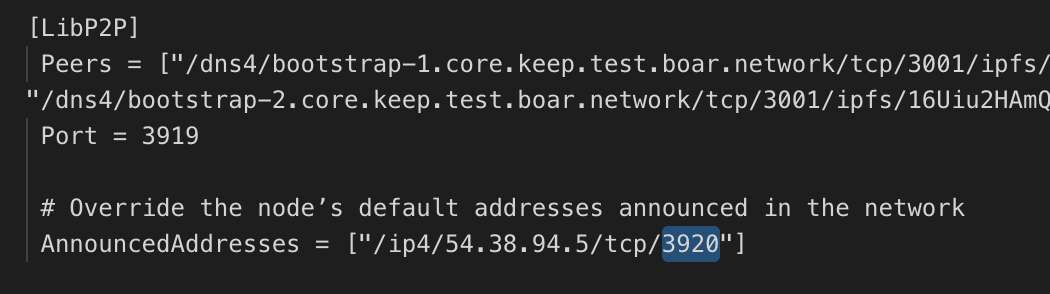 [LibP2P]
Peers = ["/dns4/bootstrap-1.core.keep.test.boar.network/tcp/3001/ipfs/
"/dns4/bootstrap-2.core.keep.test.boar.network/tcp/3001/ipfs/16Uiu2HAmQ
Port = 3919
# Override the node’s default addresses announced in the network
AnnouncedAddresses = ["/ip4/54.38.94.5/tcp/3920"]